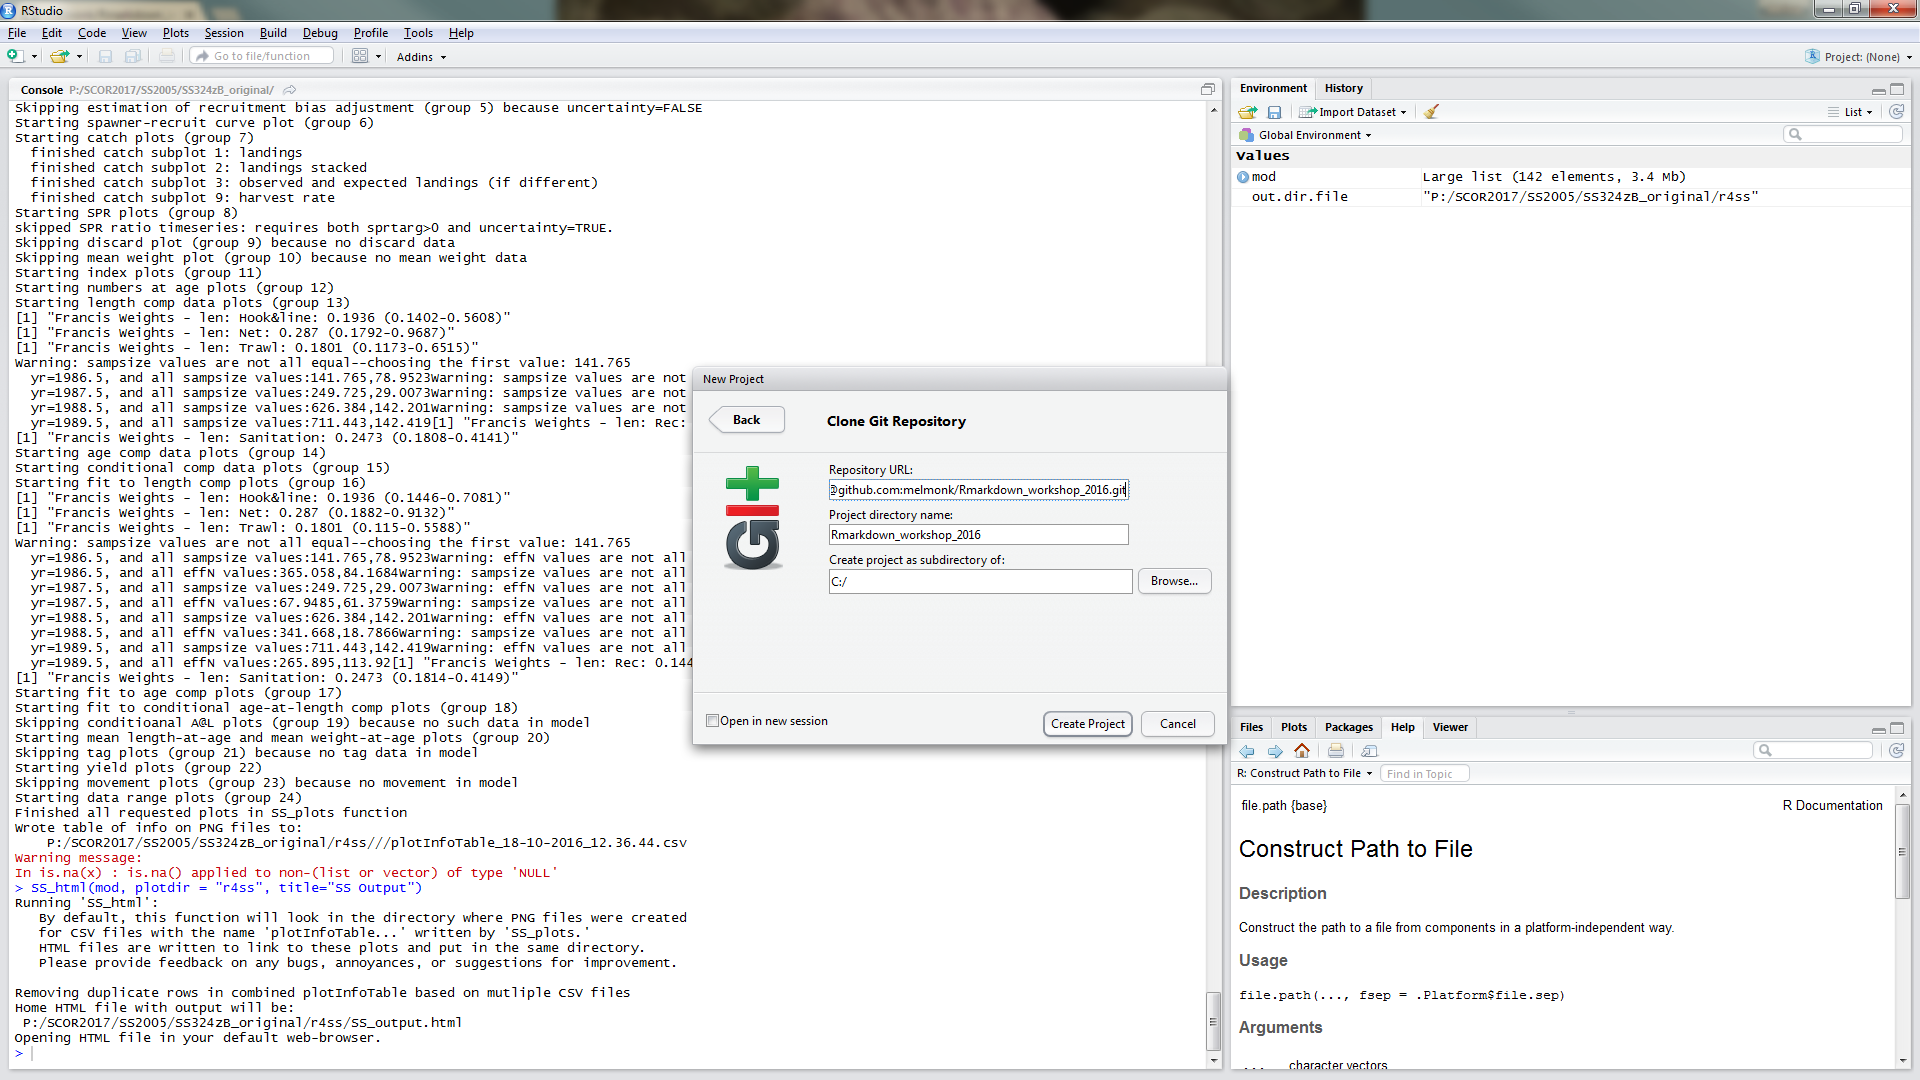 RStudio
File Edit Code View Plots Session Build Debug Profile Tools Help
Go to file/function Addins Project: (None)
Console P:/SCOR2017/SS2005/SS324zB_original/
Skipping estimation of recruitment bias adjustment (group 5) because uncertainty=FALSE
Starting spawner-recruit curve plot (group 6)
Starting catch plots (group 7)
finished catch subplot 1: landings
finished catch subplot 2: landings stacked
finished catch subplot 3: observed and expected landings (if different)
finished catch subplot 9: harvest rate
Starting SPR plots (group 8)
skipped SPR ratio timeseries: requires both sprtarg>0 and uncertainty=TRUE.
Skipping discard plot (group 9) because no discard data
Skipping mean weight plot (group 10) because no mean weight data
Starting index plots (group 11)
Starting numbers at age plots (group 12)
Starting length comp data plots (group 13)
[1] "Francis Weights - len: Hook&line: 0.1936 (0.1402-0.5608)"
[1] "Francis Weights - len: Net: 0.287 (0.1792-0.9687)"
[1] "Francis Weights - len: Trawl: 0.1801 (0.1173-0.6515)"
Warning: sampsize values are not all equal--choosing the first value: 141.765
yr=1986.5, and all sampsize values:141.765,78.9523Warning: sampsize values are not
yr=1987.5, and all sampsize values:249.725,29.0073Warning: sampsize values are not
yr=1988.5, and all sampsize values:626.384,142.201Warning: sampsize values are not
yr=1989.5, and all sampsize values:711.443,142.419[1] "Francis Weights - len: Rec:
[1] "Francis Weights - len: Sanitation: 0.2473 (0.1808-0.4141)"
Starting age comp data plots (group 14)
Starting conditional comp data plots (group 15)
Starting fit to length comp plots (group 16)
[1] "Francis Weights - len: Hook&line: 0.1936 (0.1446-0.7081)"
[1] "Francis Weights - len: Net: 0.287 (0.1882-0.9132)"
[1] "Francis Weights - len: Trawl: 0.1801 (0.115-0.5588)"
Warning: sampsize values are not all equal--choosing the first value: 141.765
yr=1986.5, and all sampsize values:141.765,78.9523Warning: effN values are not all
yr=1986.5, and all effN values:365.058,84.1684Warning: sampsize values are not all
yr=1987.5, and all sampsize values:249.725,29.0073Warning: effN values are not all
yr=1987.5, and all effN values:67.9485,61.3759Warning: sampsize values are not all
yr=1988.5, and all sampsize values:626.384,142.201Warning: effN values are not all
yr=1988.5, and all effN values:341.668,18.7866Warning: sampsize values are not all
yr=1989.5, and all sampsize values:711.443,142.419Warning: effN values are not all
yr=1989.5, and all effN values:265.895,113.92[1] "Francis Weights - len: Rec: 0.144
[1] "Francis Weights - len: Sanitation: 0.2473 (0.1814-0.4149)"
Starting fit to age comp plots (group 17)
Starting fit to conditional age-at-length comp plots (group 18)
Skipping conditioanal A@L plots (group 19) because no such data in model
Starting mean length-at-age and mean weight-at-age plots (group 20)
Skipping tag plots (group 21) because no tag data in model
Starting yield plots (group 22)
Skipping movement plots (group 23) because no movement in model
Starting data range plots (group 24)
Finished all requested plots in SS_plots function
Wrote table of info on PNG files to:
P:/SCOR2017/SS2005/SS324zB_original/r4ss///plotInfoTable_18-10-2016_12.36.44.csv
Warning message:
In is.na(x) : is.na() applied to non-(list or vector) of type 'NULL'
> SS_html(mod, plotdir = "r4ss", title="SS Output")
Running 'SS_html':
By default, this function will look in the directory where PNG files were created
for CSV files with the name 'plotInfoTable...' written by 'SS_plots.'
HTML files are written to link to these plots and put in the same directory.
Please provide feedback on any bugs, annoyances, or suggestions for improvement.
Removing duplicate rows in combined plotInfoTable based on mutliple CSV files
Home HTML file with output will be:
P:/SCOR2017/SS2005/SS324zB_original/r4ss/SS_output.html
Opening HTML file in your default web-browser.
>
New Project
Back Clone Git Repository
git
Repository URL:
@github.com:melmonk/Rmarkdown_workshop_2016.git
Project directory name:
Rmarkdown_workshop_2016
Create project as subdirectory of:
C:/ Browse...
Open in new session Create Project Cancel
Environment History
Import Dataset List
Global Environment
Values
mod Large list (142 elements, 3.4 Mb)
out.dir.file "P:/SCOR2017/SS2005/SS324zB_original/r4ss"
Files Plots Packages Help Viewer
R: Construct Path to File Find in Topic
file.path {base} R Documentation
Construct Path to File
Description
Construct the path to a file from components in a platform-independent way.
Usage
file.path(..., fsep = .Platform$file.sep)
Arguments
... character vectors